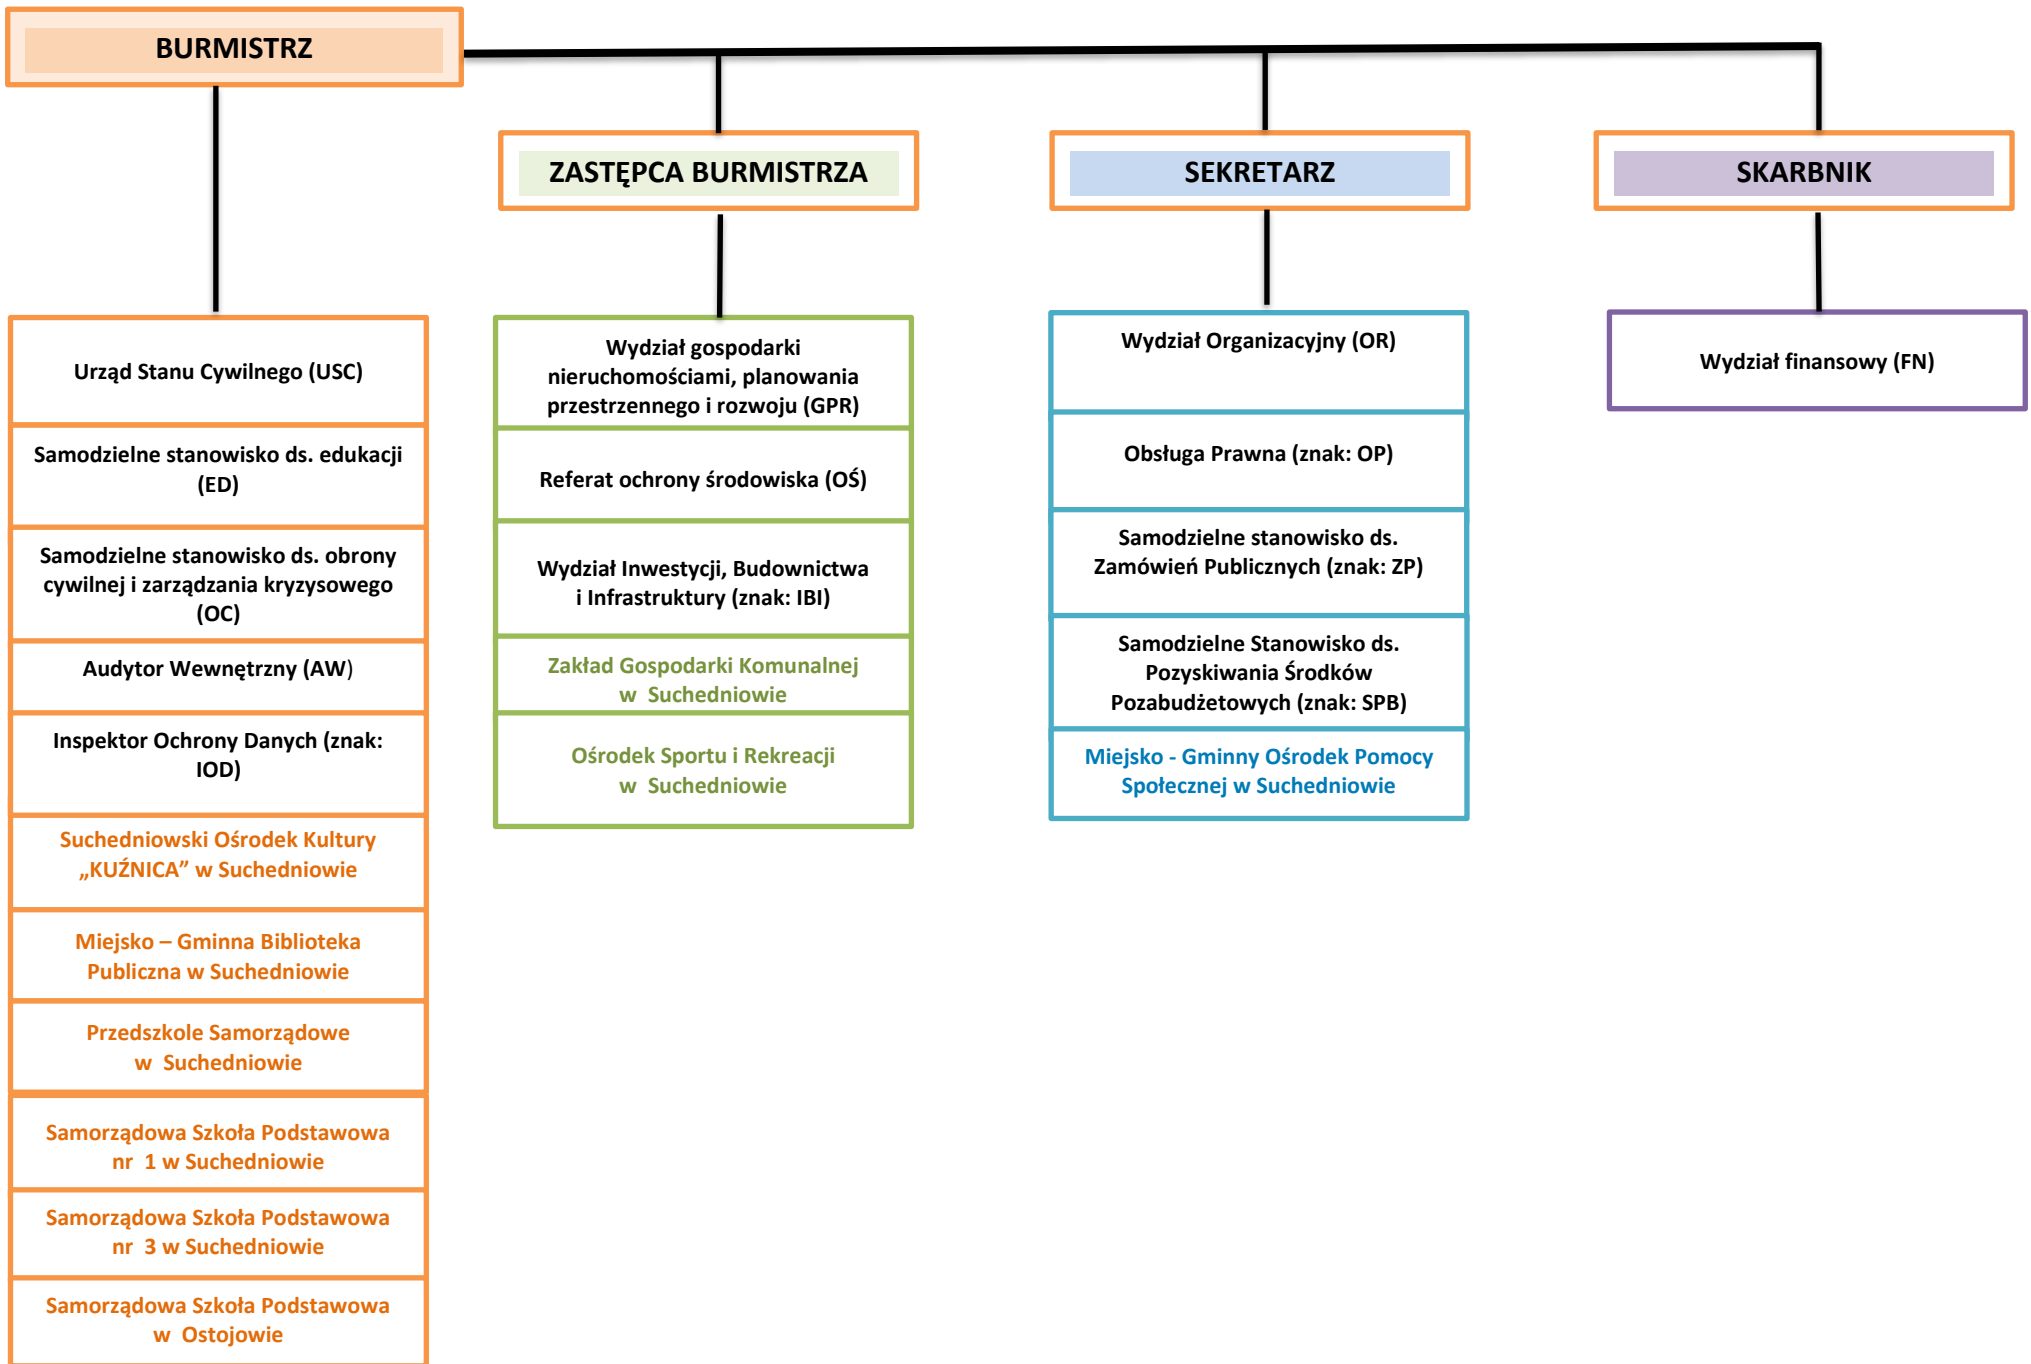 BURMISTRZ
ZASTĘPCA BURMISTRZA
SEKRETARZ
SKARBNIK
Urząd Stanu Cywilnego (USC)
Samodzielne stanowisko ds. edukacji
(ED)
Samodzielne stanowisko ds. obrony
cywilnej i zarządzania kryzysowego
(OC)
Audytor Wewnętrzny (AW)
Inspektor Ochrony Danych (znak:
IOD)
Suchedniowski Ośrodek Kultury
„KUŹNICA” w Suchedniowie
Miejsko – Gminna Biblioteka
Publiczna w Suchedniowie
Przedszkole Samorządowe
w Suchedniowie
Samorządowa Szkoła Podstawowa
nr 1 w Suchedniowie
Samorządowa Szkoła Podstawowa
nr 3 w Suchedniowie
Samorządowa Szkoła Podstawowa
w Ostojowie
Wydział gospodarki
nieruchomościami, planowania
przestrzennego i rozwoju (GPR)
Referat ochrony środowiska (OŚ)
Wydział Inwestycji, Budownictwa
i Infrastruktury (znak: IBI)
Zakład Gospodarki Komunalnej
w Suchedniowie
Ośrodek Sportu i Rekreacji
w Suchedniowie
Wydział Organizacyjny (OR)
Obsługa Prawna (znak: OP)
Samodzielne stanowisko ds.
Zamówień Publicznych (znak: ZP)
Samodzielne Stanowisko ds.
Pozyskiwania Środków
Pozabudżetowych (znak: SPB)
Miejsko - Gminny Ośrodek Pomocy
Społecznej w Suchedniowie
Wydział finansowy (FN)